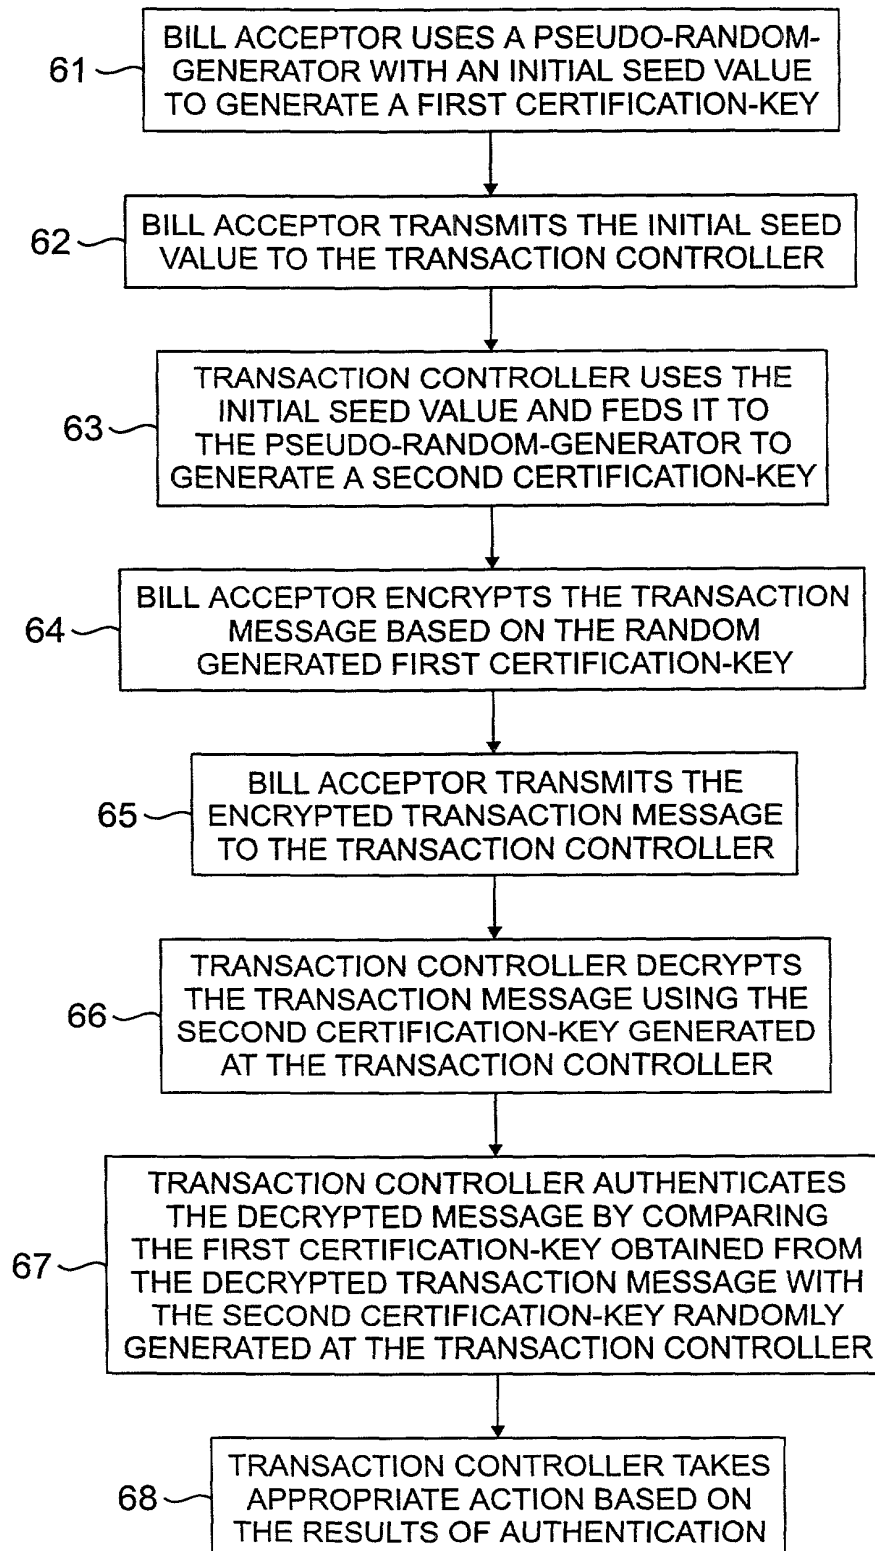 61
BILL ACCEPTOR USES A PSEUDO-RANDOM-
GENERATOR WITH AN INITIAL SEED VALUE
TO GENERATE A FIRST CERTIFICATION-KEY
62
BILL ACCEPTOR TRANSMITS THE INITIAL SEED
VALUE TO THE TRANSACTION CONTROLLER
63
TRANSACTION CONTROLLER USES THE
INITIAL SEED VALUE AND FEDS IT TO
THE PSEUDO-RANDOM-GENERATOR TO
GENERATE A SECOND CERTIFICATION-KEY
64
BILL ACCEPTOR ENCRYPTS THE TRANSACTION
MESSAGE BASED ON THE RANDOM
GENERATED FIRST CERTIFICATION-KEY
65
BILL ACCEPTOR TRANSMITS THE
ENCRYPTED TRANSACTION MESSAGE
TO THE TRANSACTION CONTROLLER
66
TRANSACTION CONTROLLER DECRYPTS
THE TRANSACTION MESSAGE USING THE
SECOND CERTIFICATION-KEY GENERATED
AT THE TRANSACTION CONTROLLER
67
TRANSACTION CONTROLLER AUTHENTICATES
THE DECRYPTED MESSAGE BY COMPARING
THE FIRST CERTIFICATION-KEY OBTAINED FROM
THE DECRYPTED TRANSACTION MESSAGE WITH
THE SECOND CERTIFICATION-KEY RANDOMLY
GENERATED AT THE TRANSACTION CONTROLLER
68
TRANSACTION CONTROLLER TAKES
APPROPRIATE ACTION BASED ON
THE RESULTS OF AUTHENTICATION